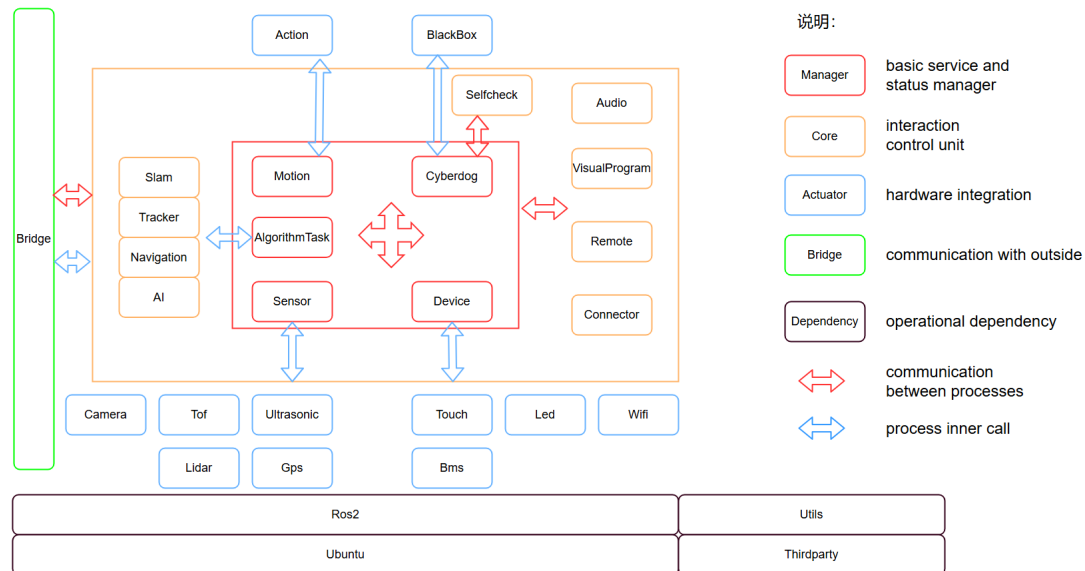 说明：
Action
BlackBox
Manager
basic service and
status manager
Selfcheck
Audio
Core
interaction
control unit
Slam
Motion
Cyberdog
VisualProgram
Actuator
hardware integration
Tracker
Bridge
AlgorithmTask
Remote
Navigation
Bridge
communication with outside
AI
Sensor
Device
Connector
Dependency
operational dependency
communication
between processes
Camera
Tof
Ultrasonic
Touch
Led
Wifi
process inner call
Lidar
Gps
Bms
Ros2
Utils
Ubuntu
Thirdparty